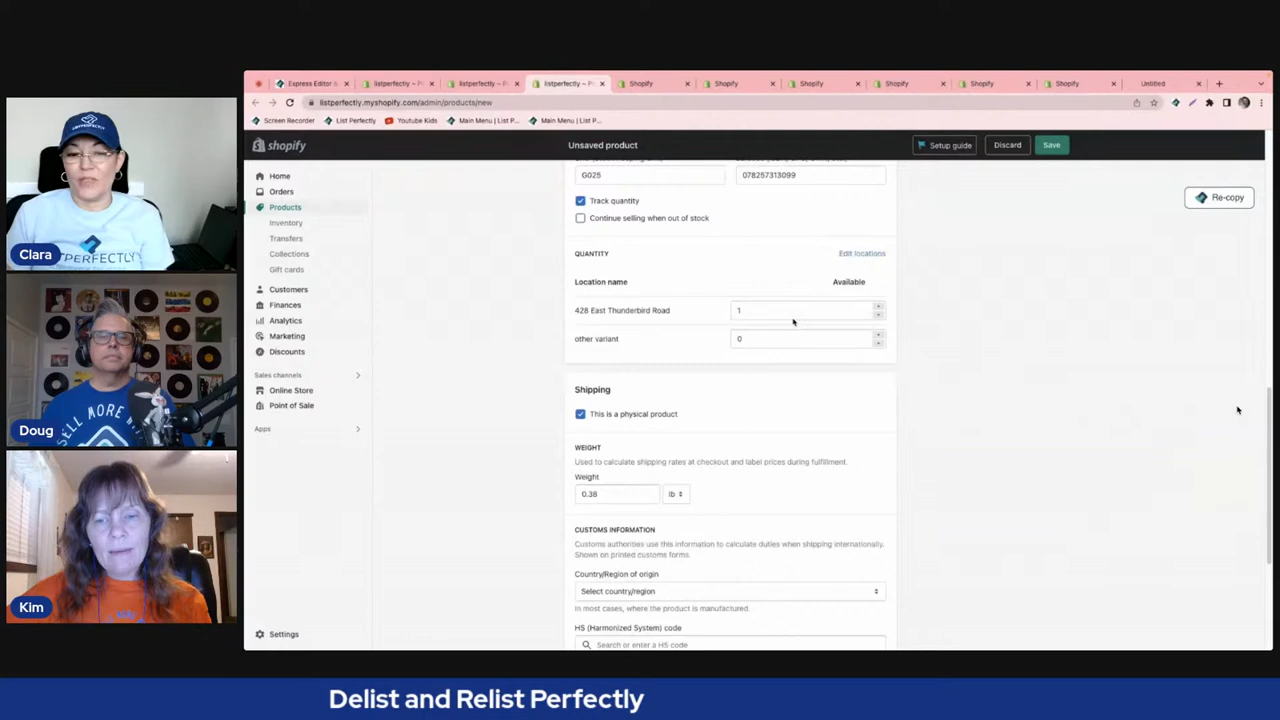 Express Editor &
listperfectly ~ P
listperfectly ~ P
listperfectly ~ P
Shopify
Shopify
Shopify
Shopify
Shopify
Shopify
Untitled
listperfectly.myshopify.com/admin/products/new
Screen Recorder
List Perfectly
YouTube Kids
Main Menu | List P...
Main Menu | List P...
shopify
Unsaved product
Setup guide
Discard
Save
Re-copy
Home
Orders
Products
Inventory
Transfers
Collections
Gift cards
Customers
Finances
Analytics
Marketing
Discounts
Sales channels
Online Store
Point of Sale
Apps
Settings
G025
078257313099
Track quantity
Continue selling when out of stock
QUANTITY
Edit locations
Location name
Available
428 East Thunderbird Road
1
other variant
0
Shipping
This is a physical product
WEIGHT
Used to calculate shipping rates at checkout and label prices during fulfillment.
Weight
0.38
lb
CUSTOMS INFORMATION
Customs authorities use this information to calculate duties when shipping internationally.
Shown on printed customs forms.
Country/Region of origin
Select country/region
In most cases, where the product is manufactured.
HS (Harmonized System) code
Search or enter a HS code
TPERFECTLY
Clara
SELL MORE
Doug
Kim
Delist and Relist Perfectly